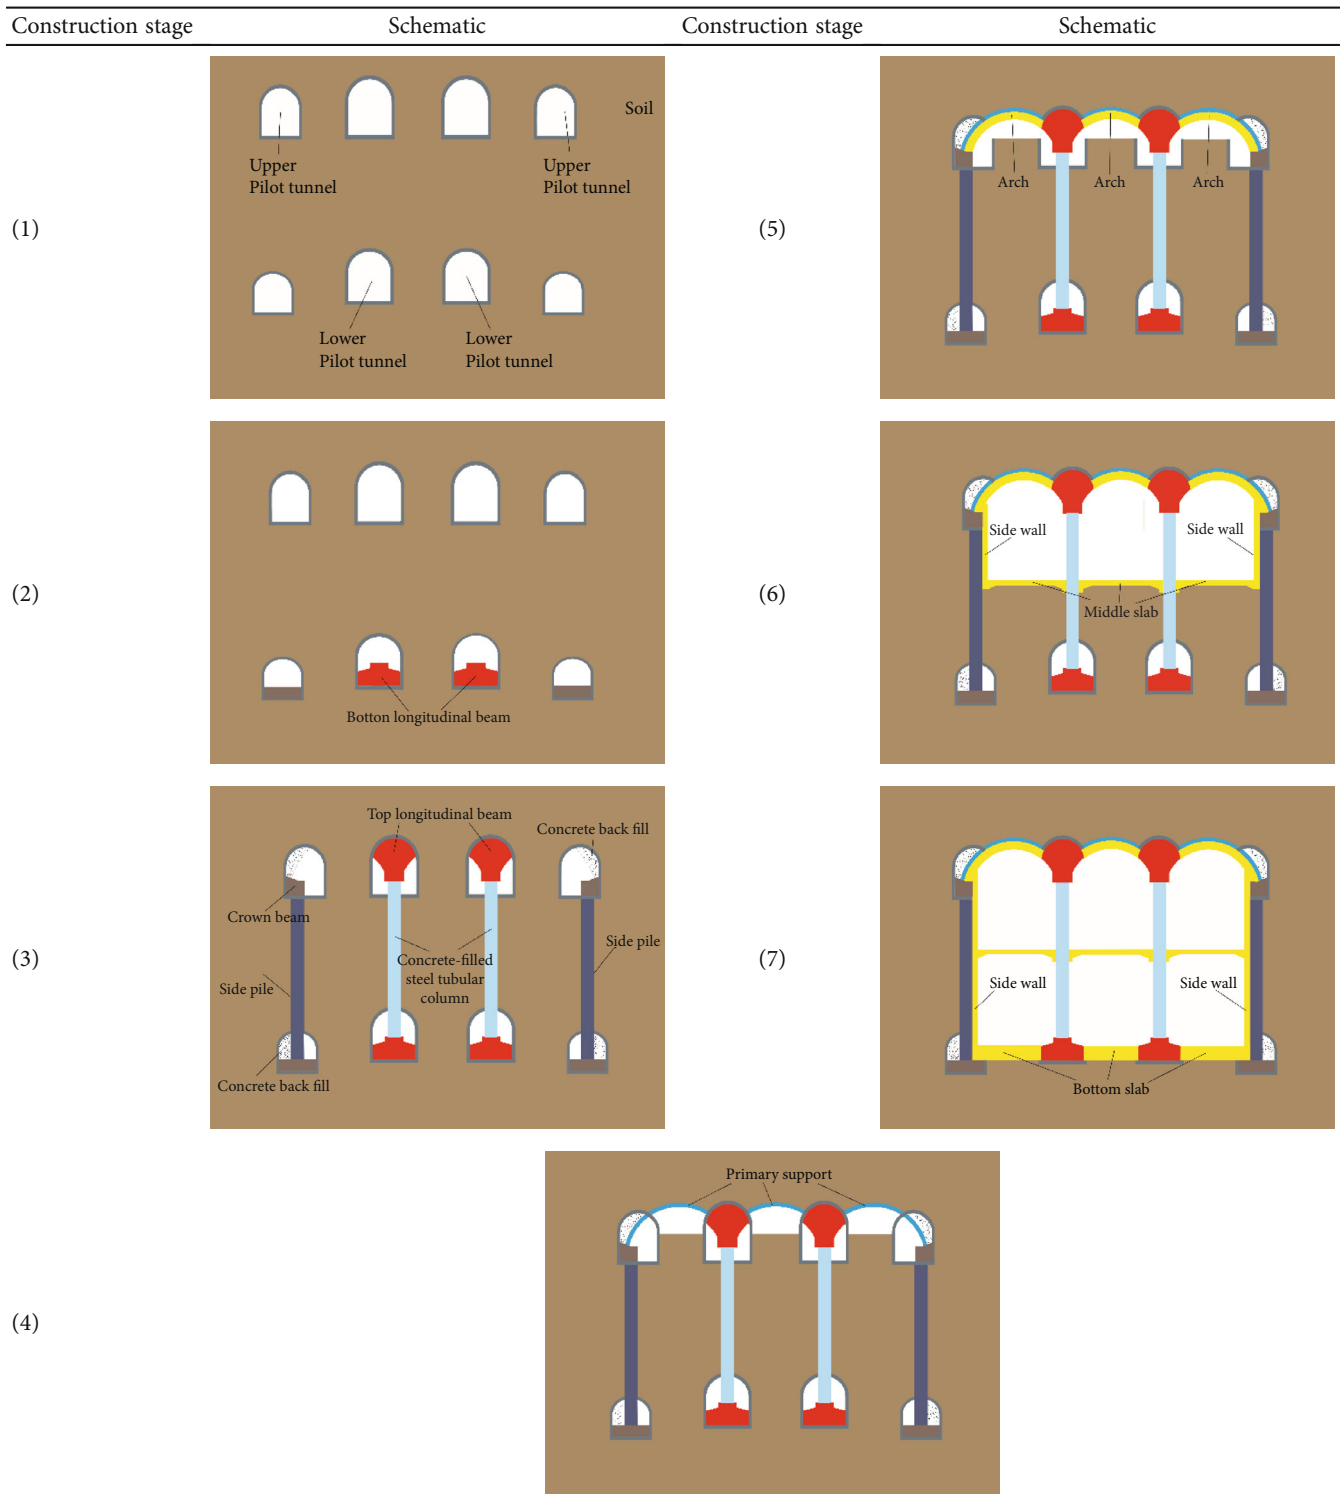 Construction stage
Schematic
Construction stage
Schematic
(1)
Soil
Upper
Pilot tunnel
Upper
Pilot tunnel
Lower
Pilot tunnel
Lower
Pilot tunnel
(5)
Arch
Arch
Arch
(2)
Botton longitudinal beam
(6)
Side wall
Side wall
Middle slab
(3)
Top longitudinal beam
Concrete back fill
Crown beam
Side pile
Concrete-filled
steel tubular
column
Side pile
Concrete back fill
(7)
Side wall
Side wall
Bottom slab
(4)
Primary support